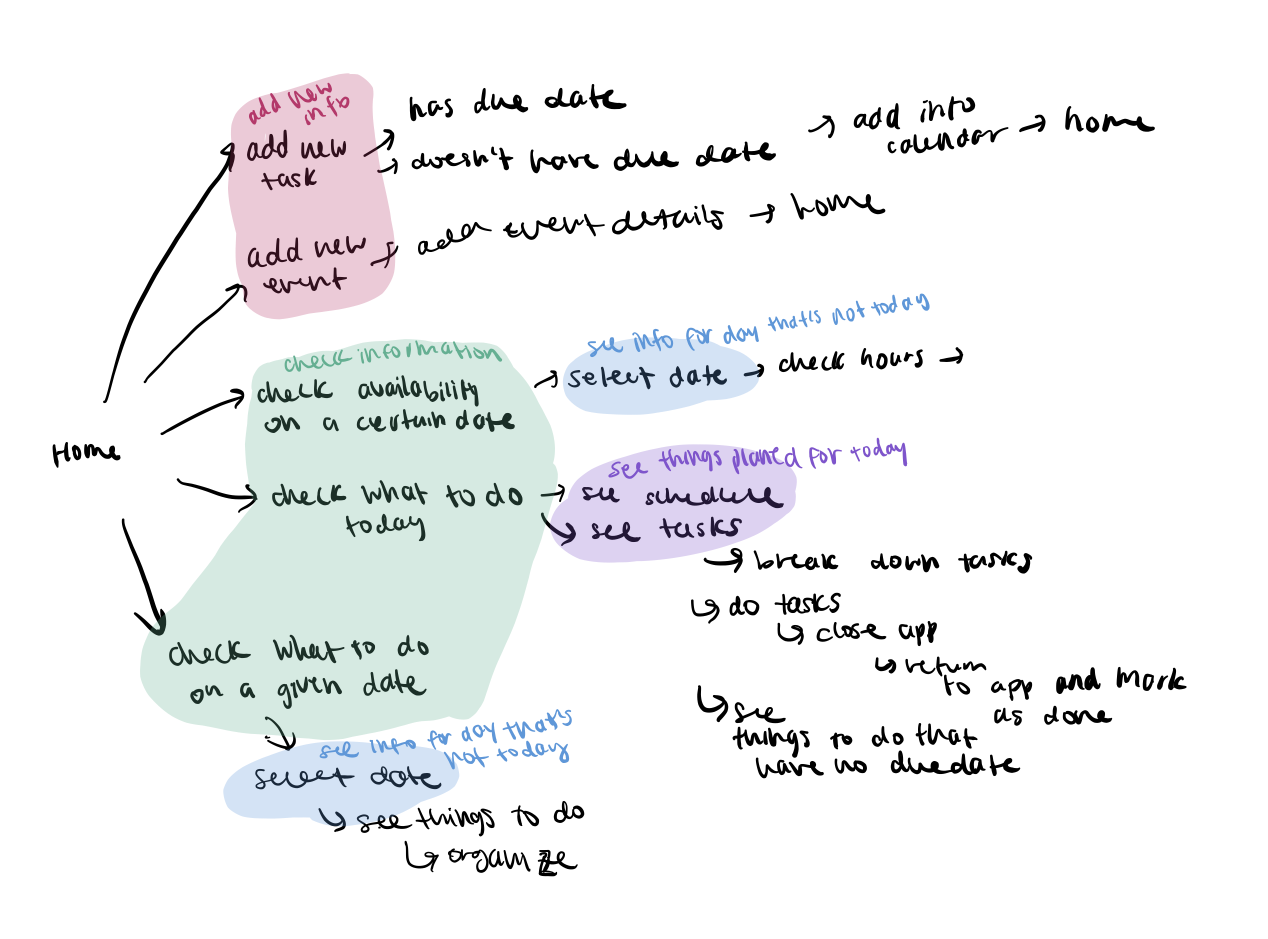 add new
info
add new
task
has due date
doesn't have due date
add info
calendar
home
add new
event
add event details
home
Home
check information
check availability
on a certain date
see info for day that's not today
select date
check hours
check what to do
today
see things planed for today
see schedule
see tasks
break down tasks
do tasks
close app
return
to app and mark
as done
see
things to do that
have no due date
check what to do
on a given date
see info for day that's
not today
select date
see things to do
organize